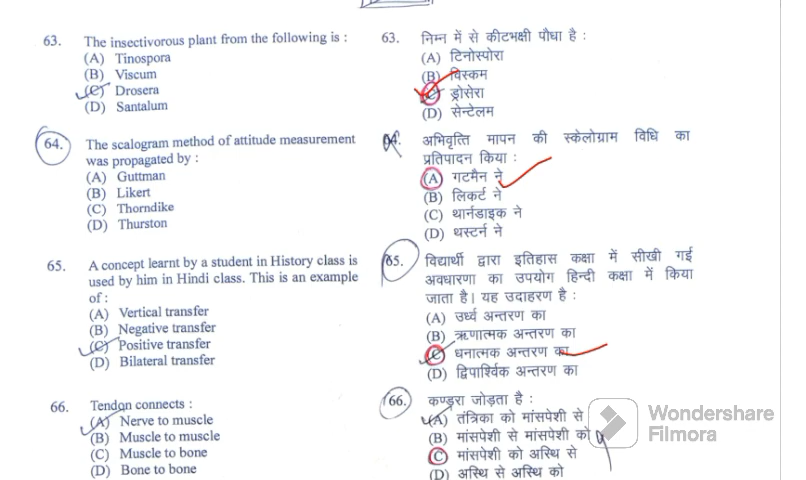 63. The insectivorous plant from the following is :
(A) Tinospora
(B) Viscum
(C) Drosera
(D) Santalum
64. The scalogram method of attitude measurement
was propagated by :
(A) Guttman
(B) Likert
(C) Thorndike
(D) Thurston
65. A concept learnt by a student in History class is
used by him in Hindi class. This is an example
of :
(A) Vertical transfer
(B) Negative transfer
(C) Positive transfer
(D) Bilateral transfer
66. Tendon connects :
(A) Nerve to muscle
(B) Muscle to muscle
(C) Muscle to bone
(D) Bone to bone
63. निम्न में से कीटभक्षी पौधा है :
(A) टिनोस्पोरा
(B) विस्कम
(C) ड्रोसेरा
(D) सेन्टेलम
64. अभिवृत्ति मापन की स्केलोग्राम विधि का
प्रतिपादन किया :
(A) गटमैन ने
(B) लिकर्ट ने
(C) थार्नडाइक ने
(D) थर्स्टन ने
65. विद्यार्थी द्वारा इतिहास कक्षा में सीखी गई
अवधारणा का उपयोग हिन्दी कक्षा में किया
जाता है। यह उदाहरण है :
(A) उर्ध्व अन्तरण का
(B) ऋणात्मक अन्तरण का
(C) धनात्मक अन्तरण का
(D) द्विपार्श्विक अन्तरण का
66. कण्डरा जोड़ता है :
(A) तंत्रिका को मांसपेशी से
(B) मांसपेशी से मांसपेशी को
(C) मांसपेशी को अस्थि से
(D) अस्थि से अस्थि को
Wondershare
Filmora